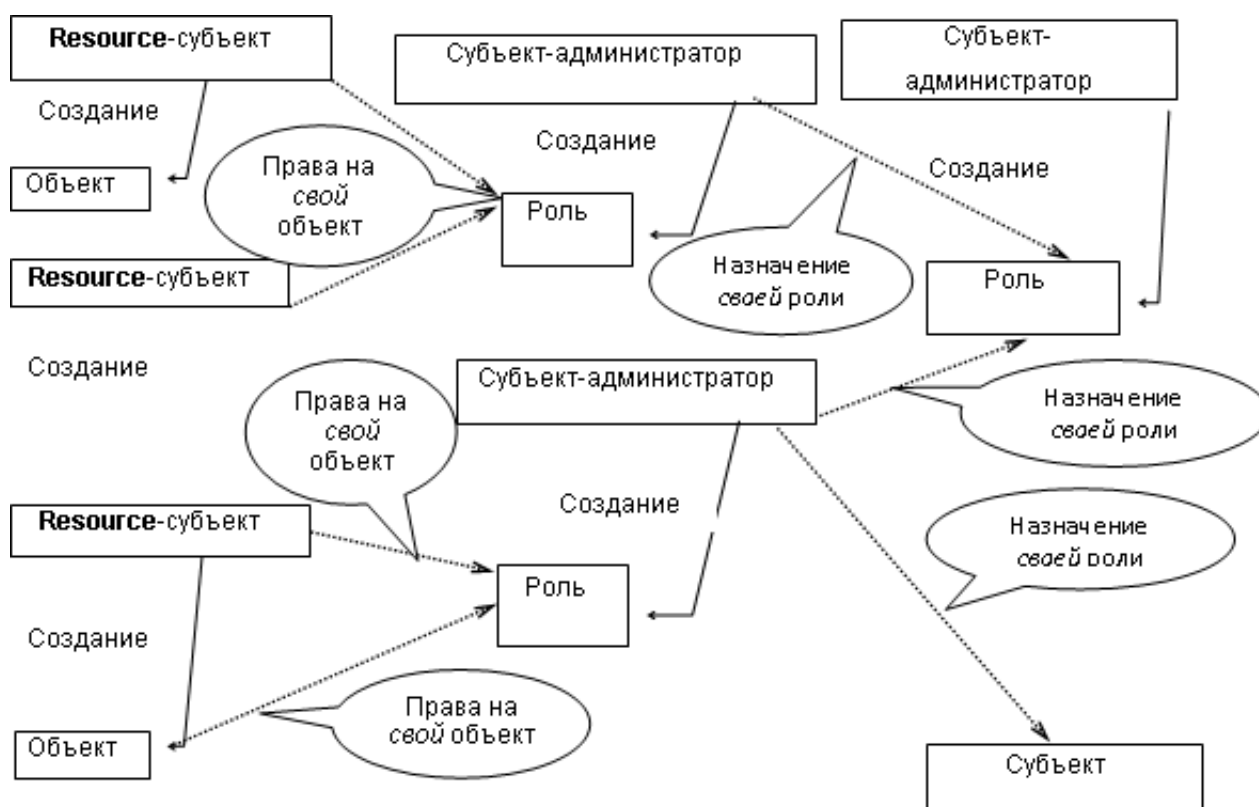 Resource-субъект
Субъект-администратор
Субъект-
администратор
Создание
Создание
Создание
Объект
Права на
свой
объект
Роль
Resource-субъект
Назначение
своей роли
Роль
Создание
Субъект-администратор
Права на
свой
объект
Назначение
своей роли
Создание
Resource-субъект
Назначение
своей роли
Роль
Создание
Права на
свой объект
Объект
Субъект